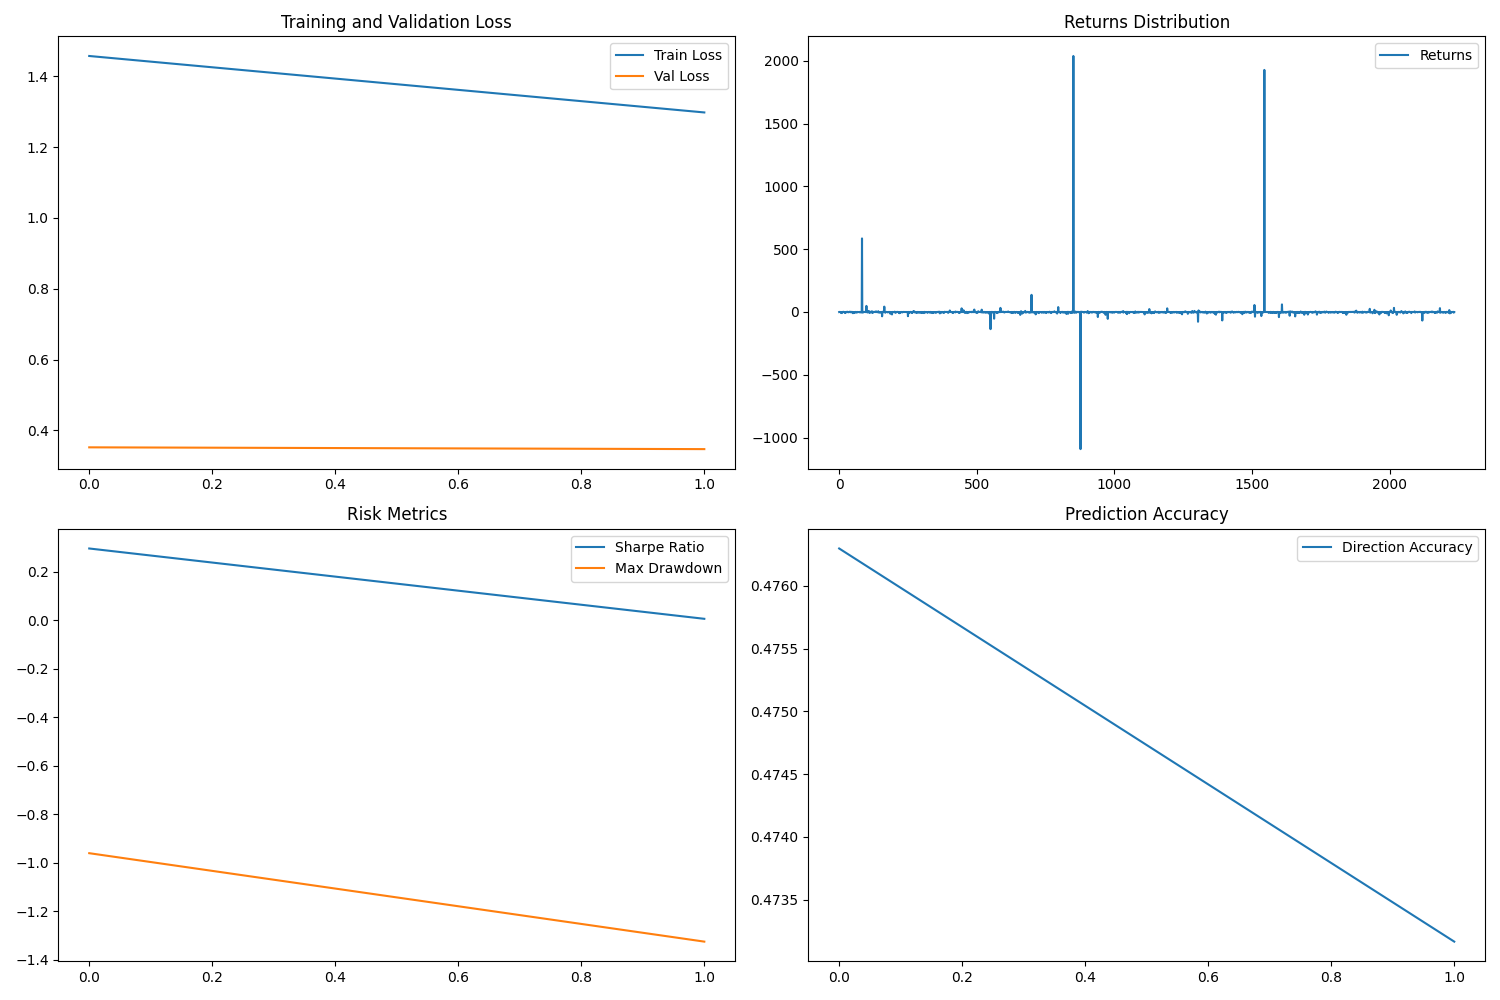 Training and Validation Loss
Train Loss
Val Loss
1.4
1.2
1.0
0.8
0.6
0.4
0.0 0.2 0.4 0.6 0.8 1.0
Returns Distribution
Returns
2000
1500
1000
500
0
−500
−1000
0 500 1000 1500 2000
Risk Metrics
Sharpe Ratio
Max Drawdown
0.2
0.0
−0.2
−0.4
−0.6
−0.8
−1.0
−1.2
−1.4
0.0 0.2 0.4 0.6 0.8 1.0
Prediction Accuracy
Direction Accuracy
0.4760
0.4755
0.4750
0.4745
0.4740
0.4735
0.0 0.2 0.4 0.6 0.8 1.0